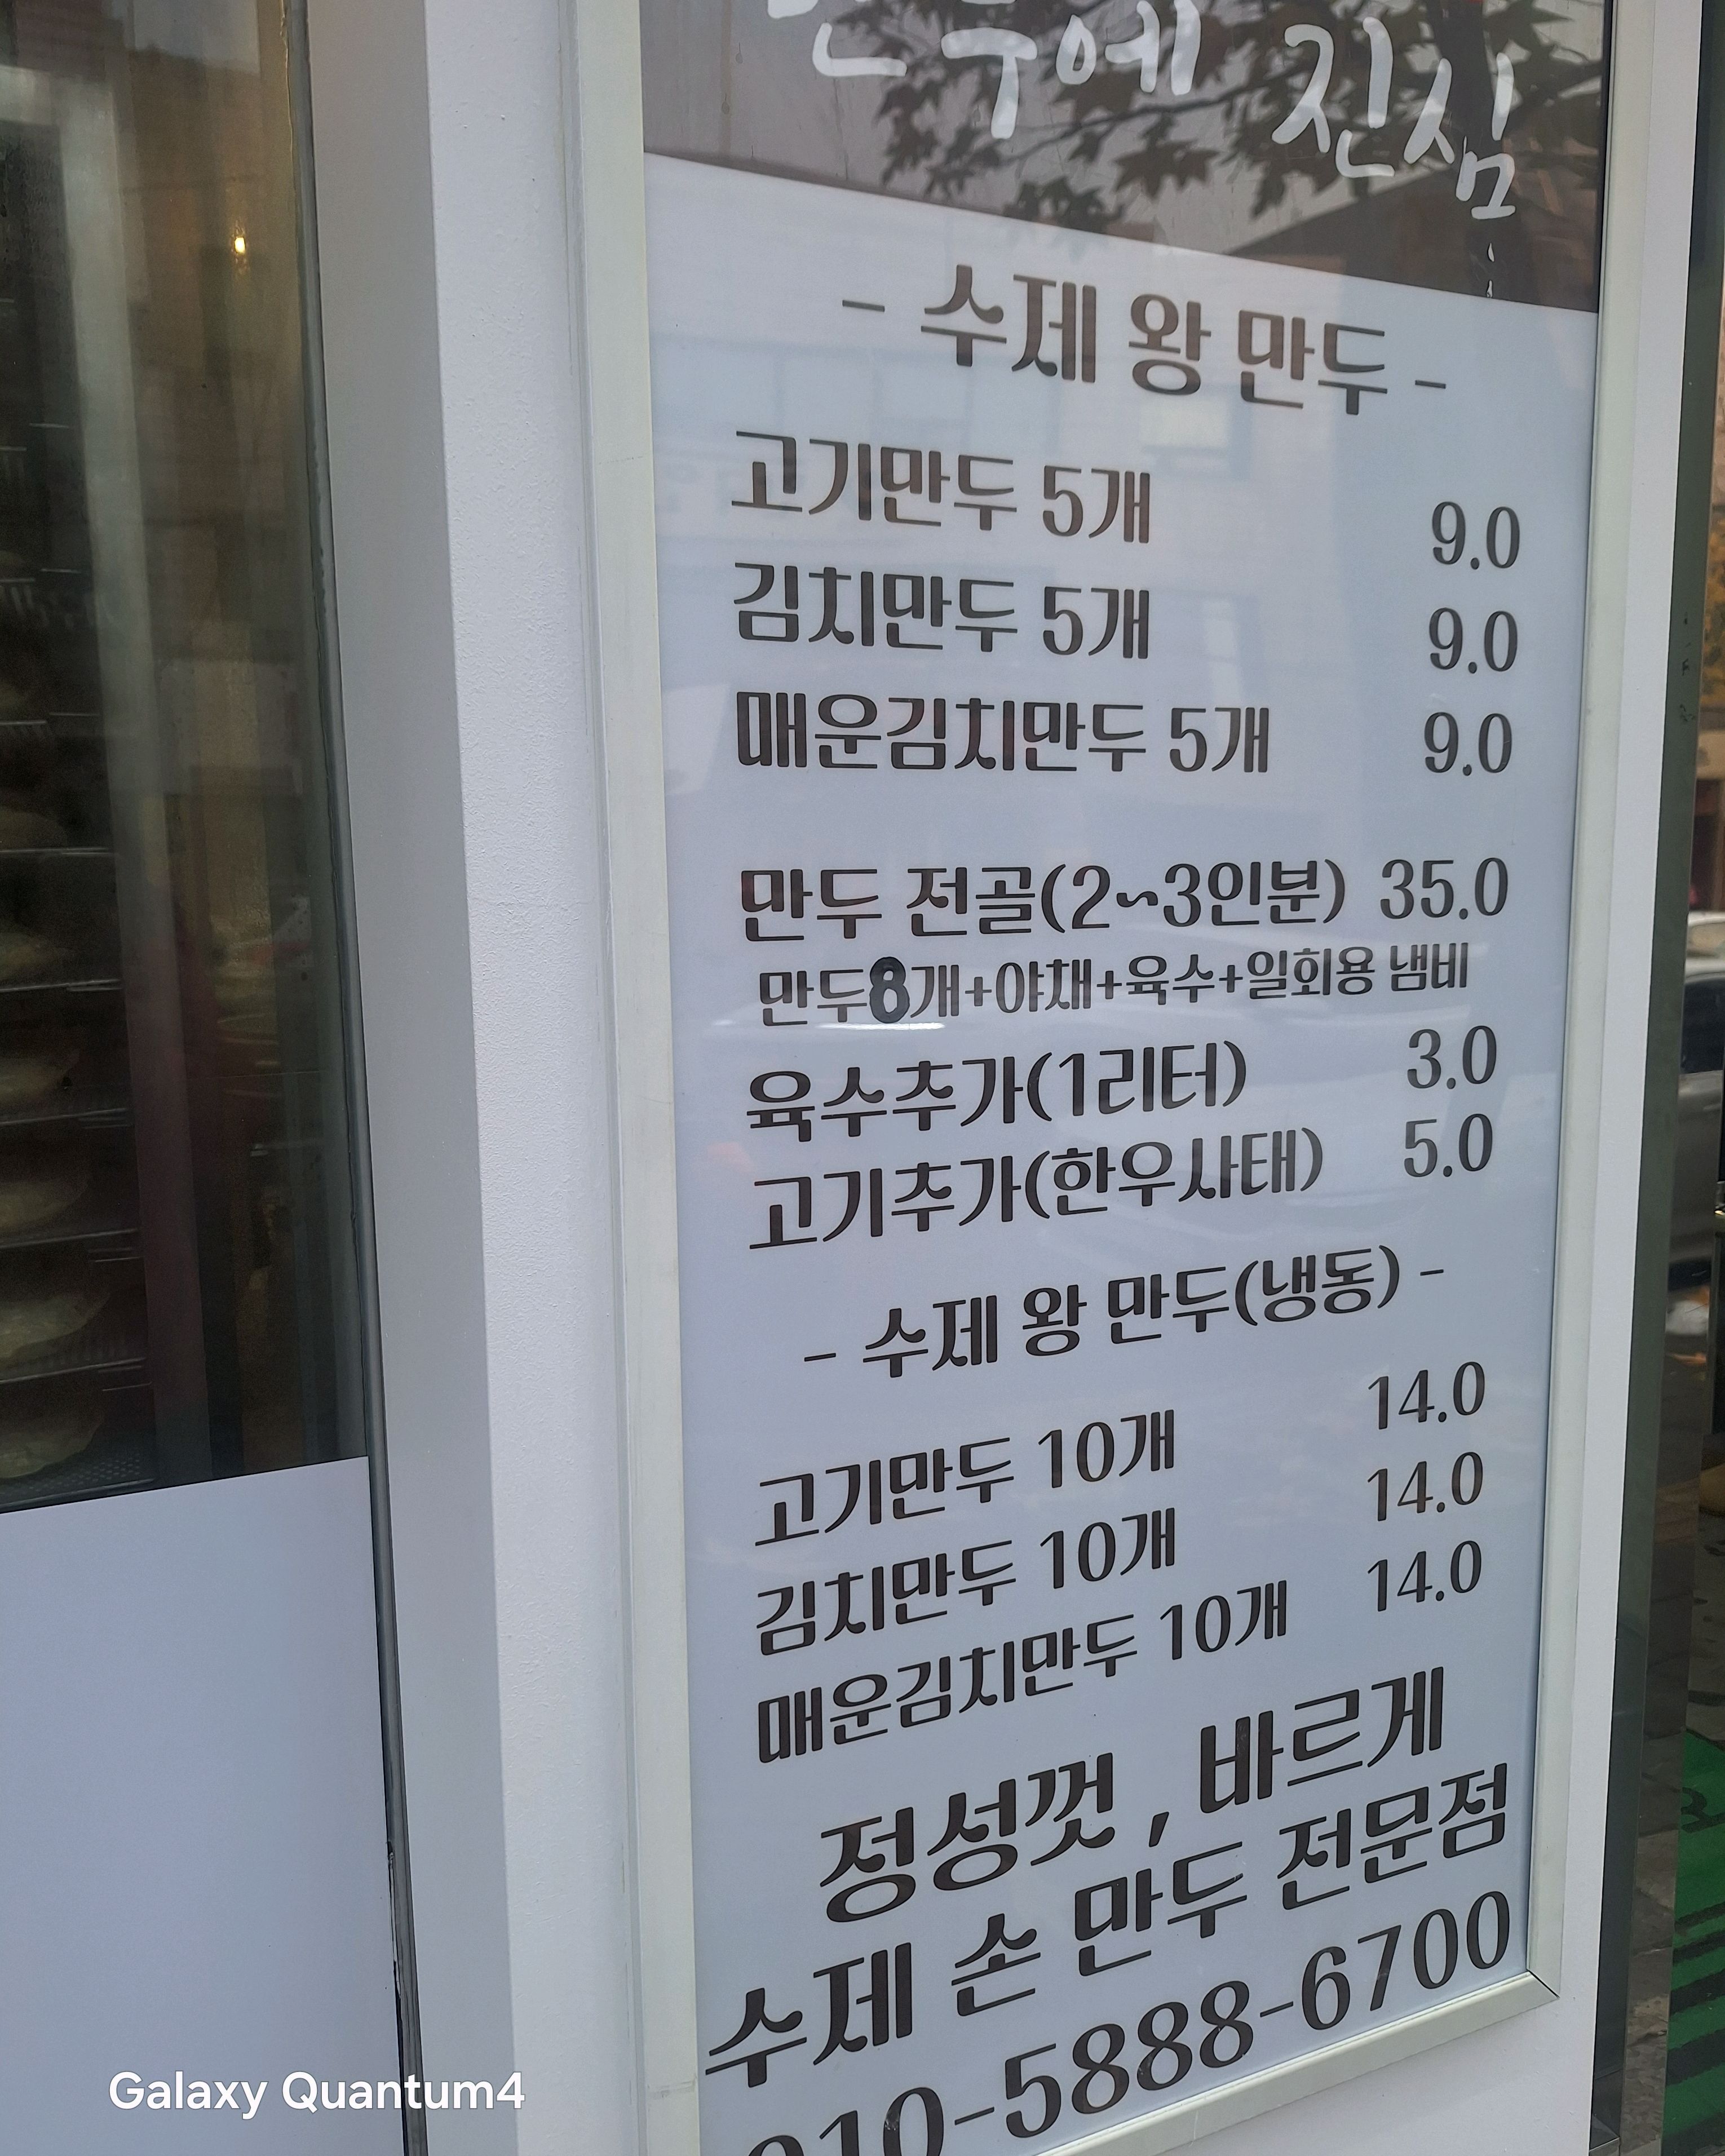 진심
- 수제 왕 만두 -
고기만두 5개 9.0
김치만두 5개 9.0
매운김치만두 5개 9.0
만두 전골(2~3인분) 35.0
만두8개+야채+육수+일회용 냄비
육수추가(1리터) 3.0
고기추가(한우사태) 5.0
- 수제 왕 만두(냉동) -
고기만두 10개 14.0
김치만두 10개 14.0
매운김치만두 10개 14.0
정성껏, 바르게
수제 손 만두 전문점
010-5888-6700
Galaxy Quantum4